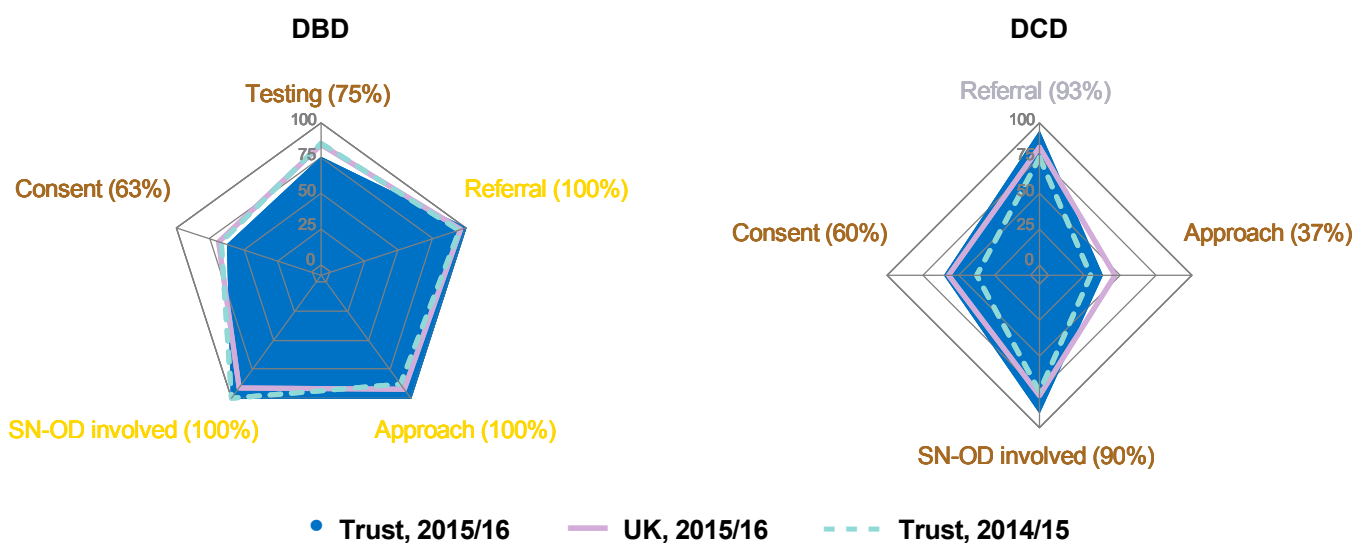 DBD
Testing (75%)
100
75
50
25
0
Consent (63%)
Referral (100%)
SN-OD involved (100%)
Approach (100%)
DCD
Referral (93%)
100
75
50
25
0
Consent (60%)
Approach (37%)
SN-OD involved (90%)
Trust, 2015/16
UK, 2015/16
Trust, 2014/15